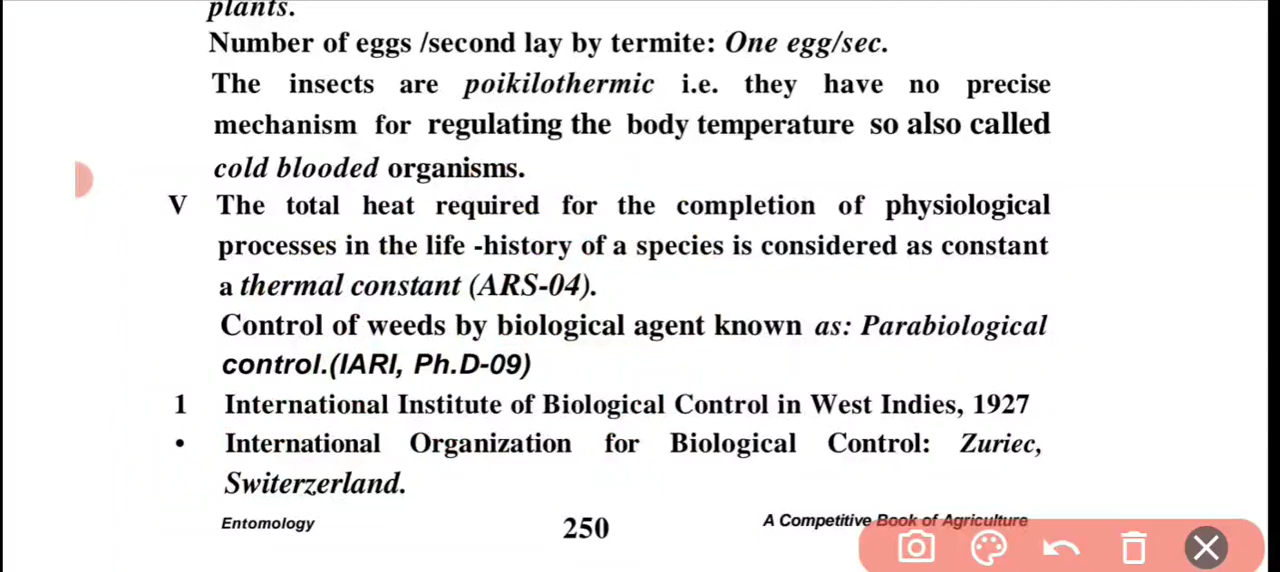 plants.
Number of eggs /second lay by termite: One egg/sec.
The insects are poikilothermic i.e. they have no precise
mechanism for regulating the body temperature so also called
cold blooded organisms.
V The total heat required for the completion of physiological
processes in the life -history of a species is considered as constant
a thermal constant (ARS-04).
Control of weeds by biological agent known as: Parabiological
control.(IARI, Ph.D-09)
1 International Institute of Biological Control in West Indies, 1927
• International Organization for Biological Control: Zuriec,
Switerzerland.
Entomology 250 A Competitive Book of Agriculture